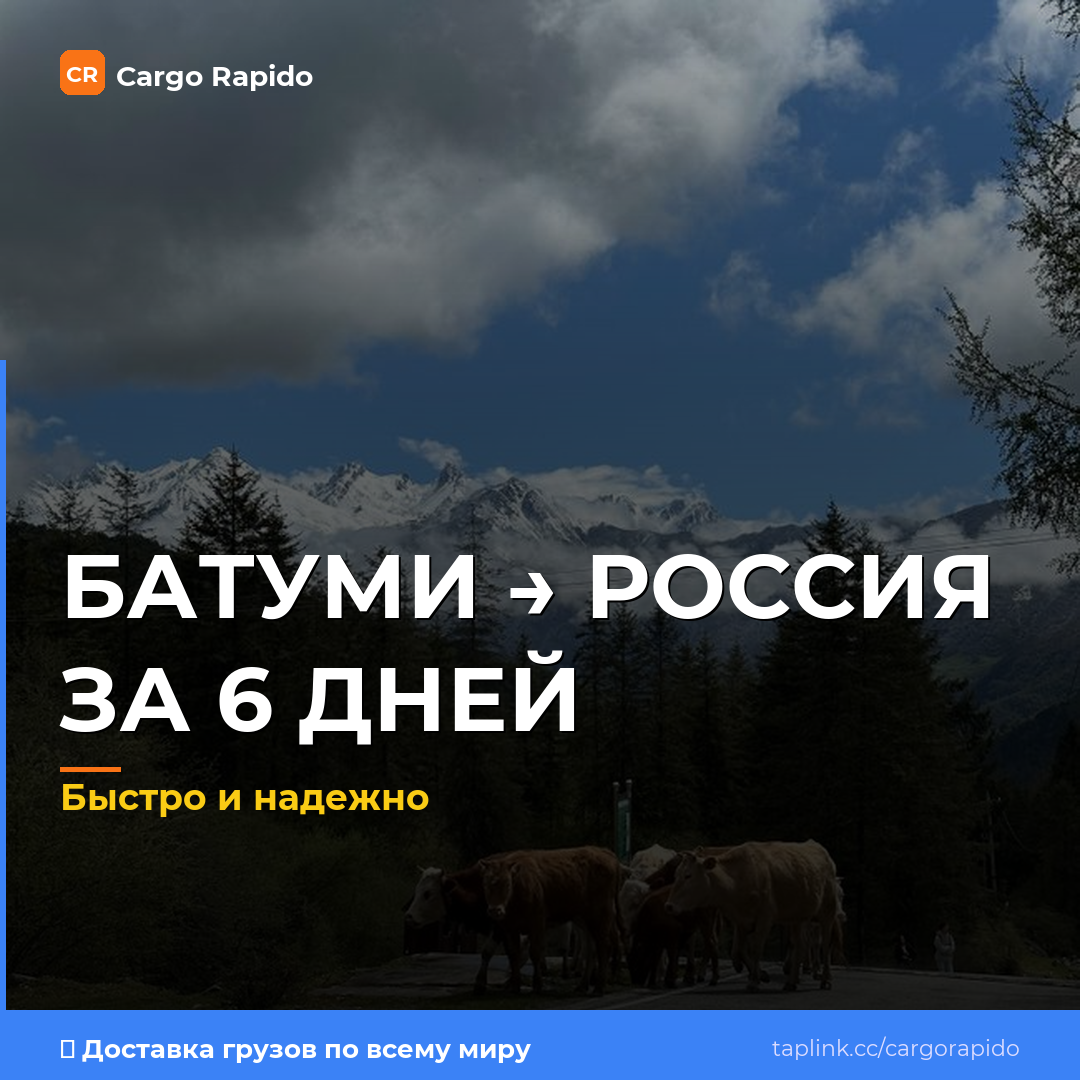 CR Cargo Rapido
БАТУМИ → РОССИЯ
ЗА 6 ДНЕЙ
Быстро и надежно
Доставка грузов по всему миру
taplink.cc/cargorapido